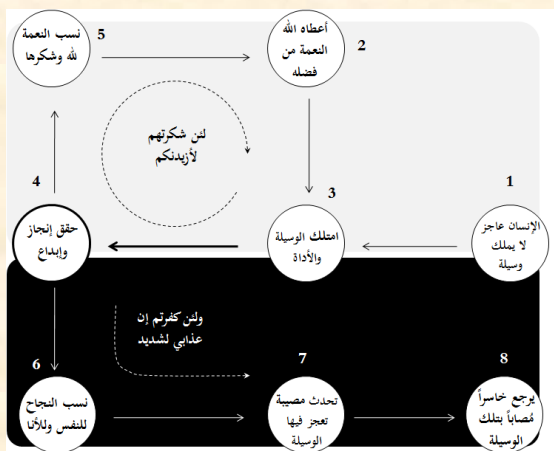 5
نسب النعمة
لله وشكرها
2
أعطاه الله
النعمة من
فضله
لئن شكرتهم
لأزيدنكم
4
حقق إنجاز
وإبداع
3
امتلك الوسيلة
والأداة
1
الإنسان عاجز
لا يملك
وسيلة
ولئن كفرتم إن
عذابي لشديد
6
نسب النجاح
للنفس وللأنا
7
تحدث مصيبة
تعجز فيها
الوسيلة
8
يرجع خاسراً
مُصاباً بتلك
الوسيلة